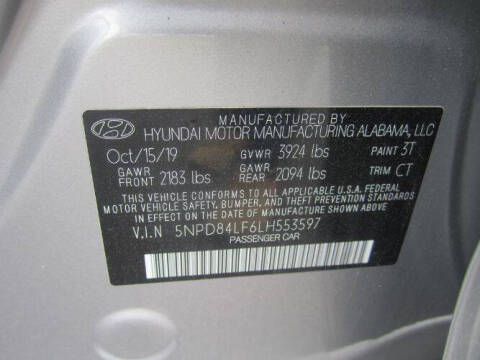 MANUFACTURED BY
HYUNDAI MOTOR MANUFACTURING ALABAMA, LLC
Oct/15/19 GVWR 3924 lbs PAINT 3T
GAWR FRONT 2183 lbs GAWR REAR 2094 lbs TRIM CT
THIS VEHICLE CONFORMS TO ALL APPLICABLE U.S.A. FEDERAL
MOTOR VEHICLE SAFETY, BUMPER, AND THEFT PREVENTION STANDARDS
IN EFFECT ON THE DATE OF MANUFACTURE SHOWN ABOVE.
V.I.N 5NPD84LF6LH553597
PASSENGER CAR